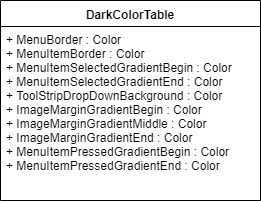 DarkColorTable
+ MenuBorder : Color
+ MenuItemBorder : Color
+ MenuItemSelectedGradientBegin : Color
+ MenuItemSelectedGradientEnd : Color
+ ToolStripDropDownBackground : Color
+ ImageMarginGradientBegin : Color
+ ImageMarginGradientMiddle : Color
+ ImageMarginGradientEnd : Color
+ MenuItemPressedGradientBegin : Color
+ MenuItemPressedGradientEnd : Color